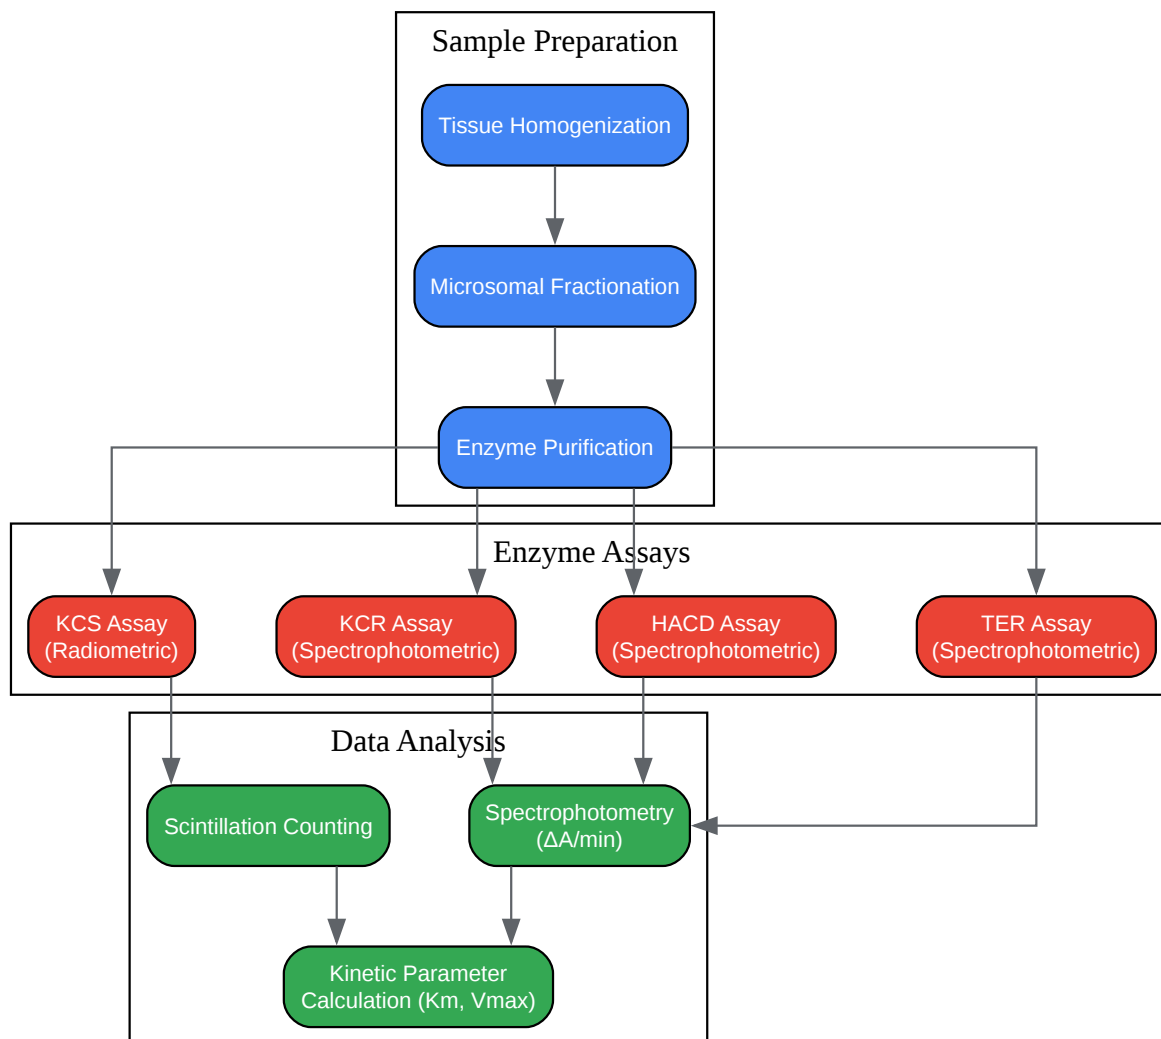 Sample Preparation
Tissue Homogenization
Microsomal Fractionation
Enzyme Purification
Enzyme Assays
KCS Assay
(Radiometric)
KCR Assay
(Spectrophotometric)
HACD Assay
(Spectrophotometric)
TER Assay
(Spectrophotometric)
Data Analysis
Scintillation Counting
Spectrophotometry
(ΔA/min)
Kinetic Parameter
Calculation (Km, Vmax)